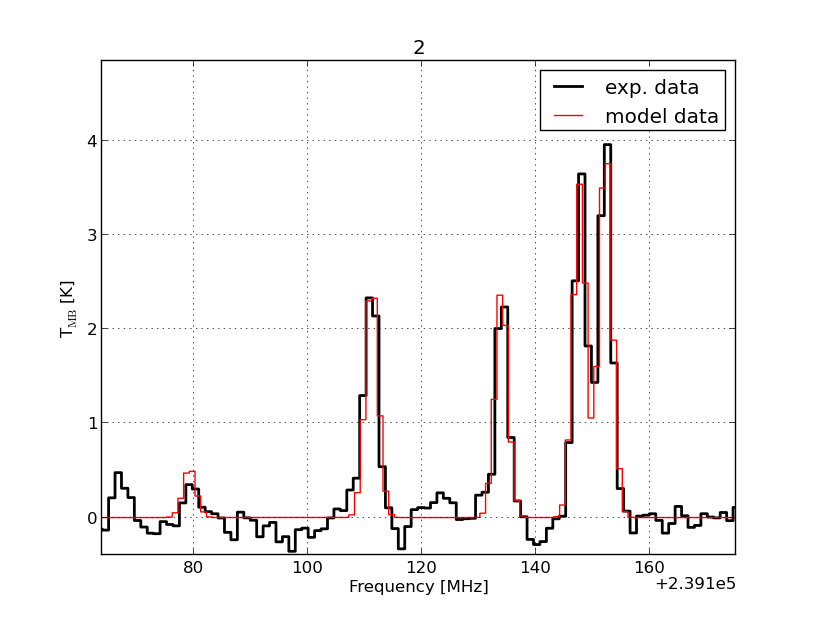 2
exp. data
model data
4
3
2
1
0
T_MB [K]
80 100 120 140 160
Frequency [MHz]
+2.391e5